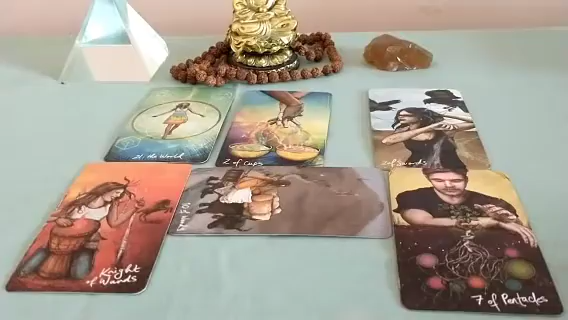 21. the World
2 of Cups
2 of Swords
Knight
of Wands
7 of Pentacles